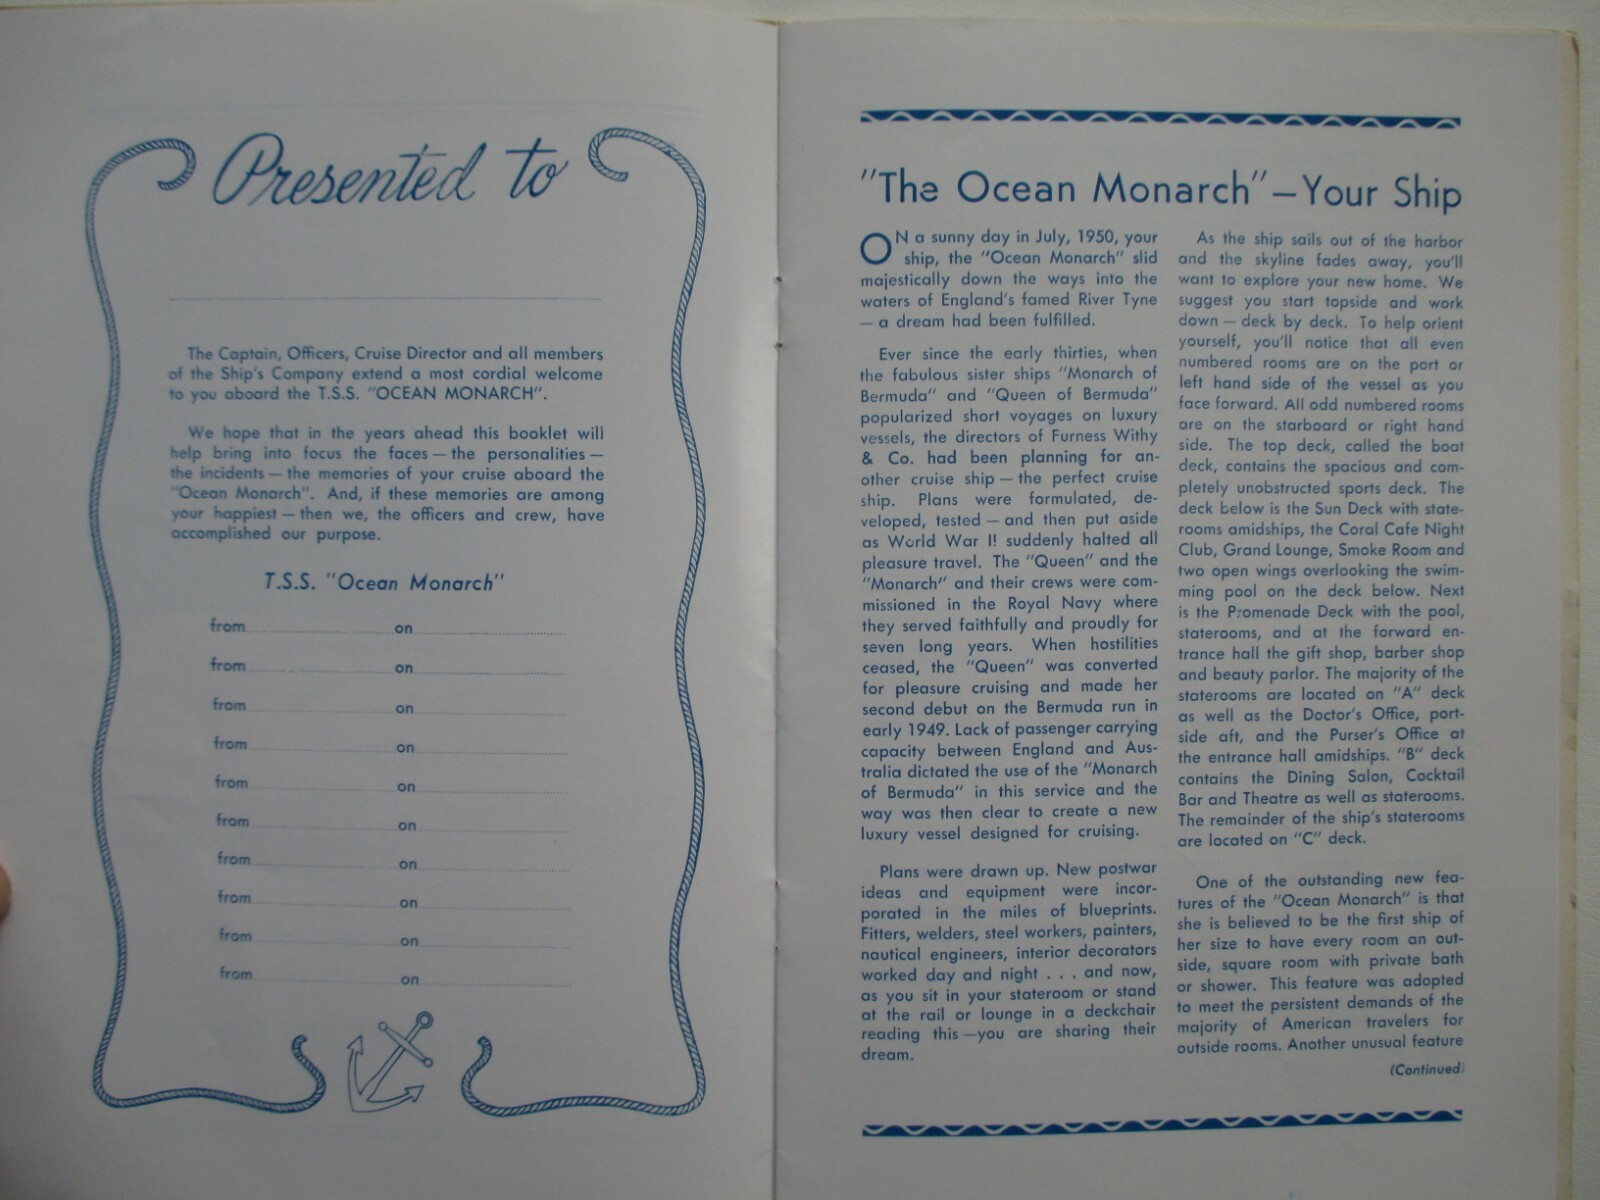 Presented to
The Captain, Officers, Cruise Director and all members
of the Ship's Company extend a most cordial welcome
to you aboard the T.S.S. "OCEAN MONARCH".
We hope that in the years ahead this booklet will
help bring into focus the faces — the personalities —
the incidents — the memories of your cruise aboard the
"Ocean Monarch". And, if these memories are among
your happiest — then we, the officers and crew, have
accomplished our purpose.
T.S.S. "Ocean Monarch"
from on
from on
from on
from on
from on
from on
from on
from on
from on
from on
"The Ocean Monarch" – Your Ship
ON a sunny day in July, 1950, your
ship, the "Ocean Monarch" slid
majestically down the ways into the
waters of England's famed River Tyne
— a dream had been fulfilled.
Ever since the early thirties, when
the fabulous sister ships "Monarch of
Bermuda" and "Queen of Bermuda"
popularized short voyages on luxury
vessels, the directors of Furness Withy
& Co. had been planning for an-
other cruise ship — the perfect cruise
ship. Plans were formulated, de-
veloped, tested — and then put aside
as World War II suddenly halted all
pleasure travel. The "Queen" and the
"Monarch" and their crews were com-
missioned in the Royal Navy where
they served faithfully and proudly for
seven long years. When hostilities
ceased, the "Queen" was converted
for pleasure cruising and made her
second debut on the Bermuda run in
early 1949. Lack of passenger carrying
capacity between England and Aus-
tralia dictated the use of the "Monarch
of Bermuda" in this service and the
way was then clear to create a new
luxury vessel designed for cruising.
Plans were drawn up. New postwar
ideas and equipment were incor-
porated in the miles of blueprints.
Fitters, welders, steel workers, painters,
nautical engineers, interior decorators
worked day and night . . . and now,
as you sit in your stateroom or stand
at the rail or lounge in a deckchair
reading this — you are sharing their
dream.
As the ship sails out of the harbor
and the skyline fades away, you'll
want to explore your new home. We
suggest you start topside and work
down — deck by deck. To help orient
yourself, you'll notice that all even
numbered rooms are on the port or
left hand side of the vessel as you
face forward. All odd numbered rooms
are on the starboard or right hand
side. The top deck, called the boat
deck, contains the spacious and com-
pletely unobstructed sports deck. The
deck below is the Sun Deck with state-
rooms amidships, the Coral Cafe Night
Club, Grand Lounge, Smoke Room and
two open wings overlooking the swim-
ming pool on the deck below. Next
is the Promenade Deck with the pool,
staterooms, and at the forward en-
trance hall the gift shop, barber shop
and beauty parlor. The majority of the
staterooms are located on "A" deck
as well as the Doctor's Office, port-
side aft, and the Purser's Office at
the entrance hall amidships. "B" deck
contains the Dining Salon, Cocktail
Bar and Theatre as well as staterooms.
The remainder of the ship's staterooms
are located on "C" deck.
One of the outstanding new fea-
tures of the "Ocean Monarch" is that
she is believed to be the first ship of
her size to have every room an out-
side, square room with private bath
or shower. This feature was adopted
to meet the persistent demands of the
majority of American travelers for
outside rooms. Another unusual feature
(Continued)